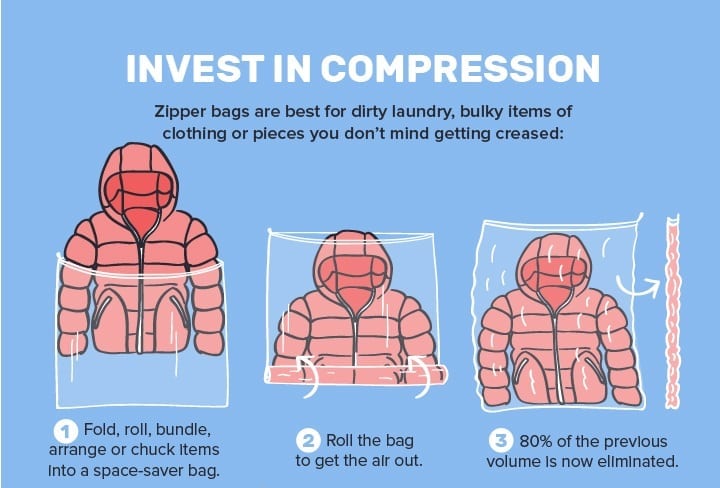 INVEST IN COMPRESSION
Zipper bags are best for dirty laundry, bulky items of
clothing or pieces you don’t mind getting creased:
1 Fold, roll, bundle,
arrange or chuck items
into a space-saver bag.
2 Roll the bag
to get the air out.
3 80% of the previous
volume is now eliminated.